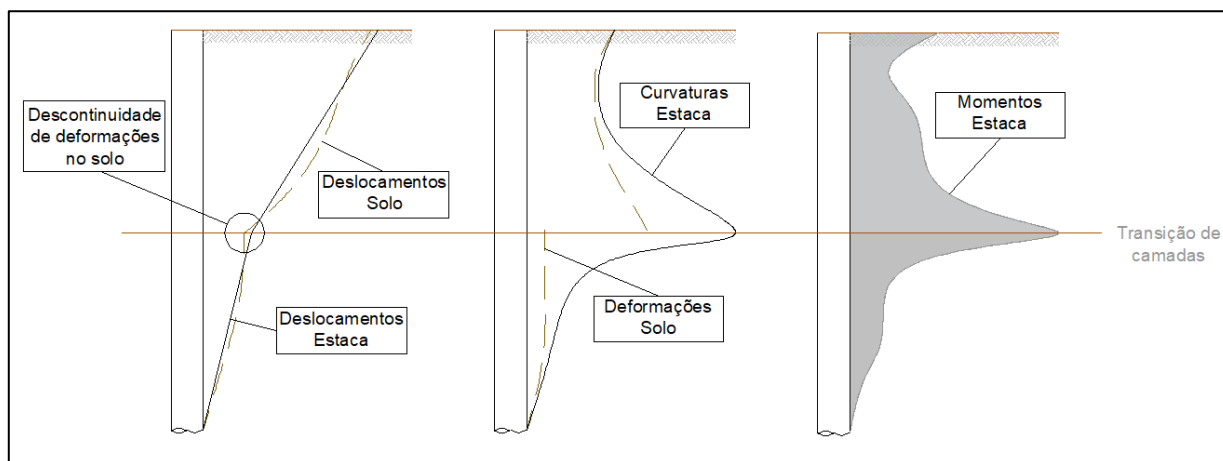 Descontinuidade
de deformações
no solo
Deslocamentos
Solo
Deslocamentos
Estaca
Curvaturas
Estaca
Deformações
Solo
Momentos
Estaca
Transição de
camadas